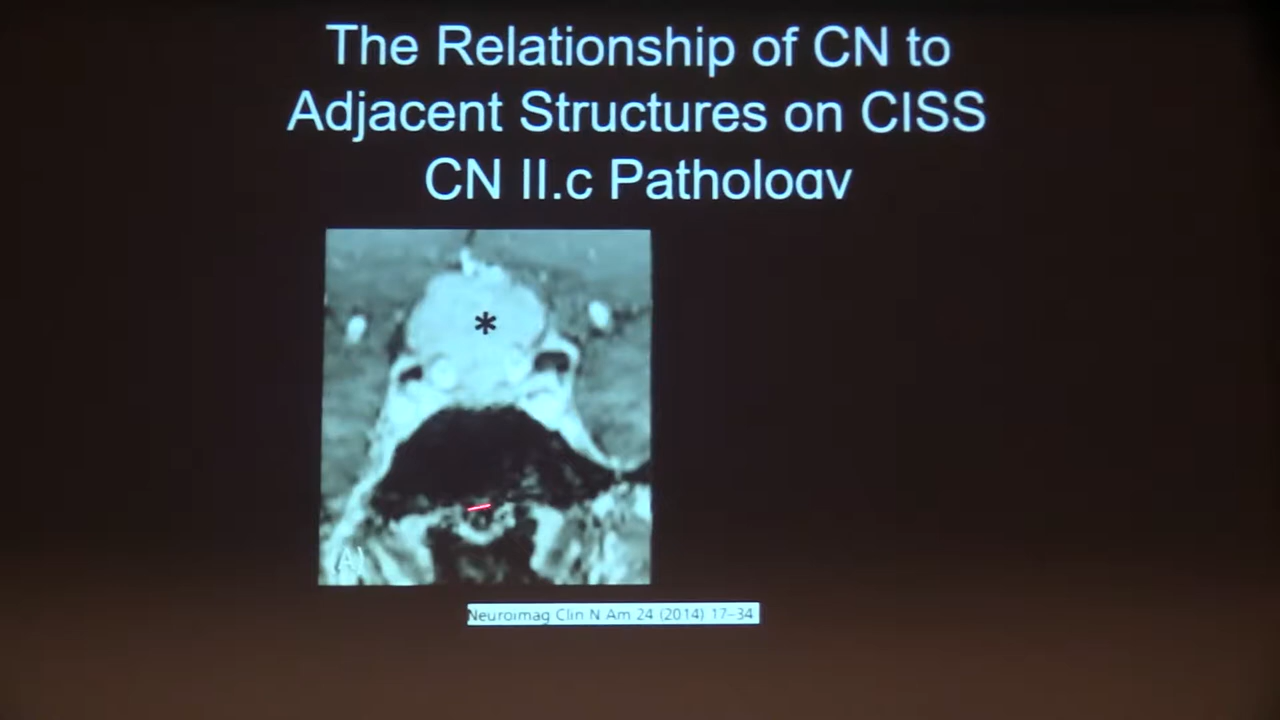 The Relationship of CN to
Adjacent Structures on CISS
CN II.c Pathology
*
A)
Neuroimag Clin N Am 24 (2014) 17–34